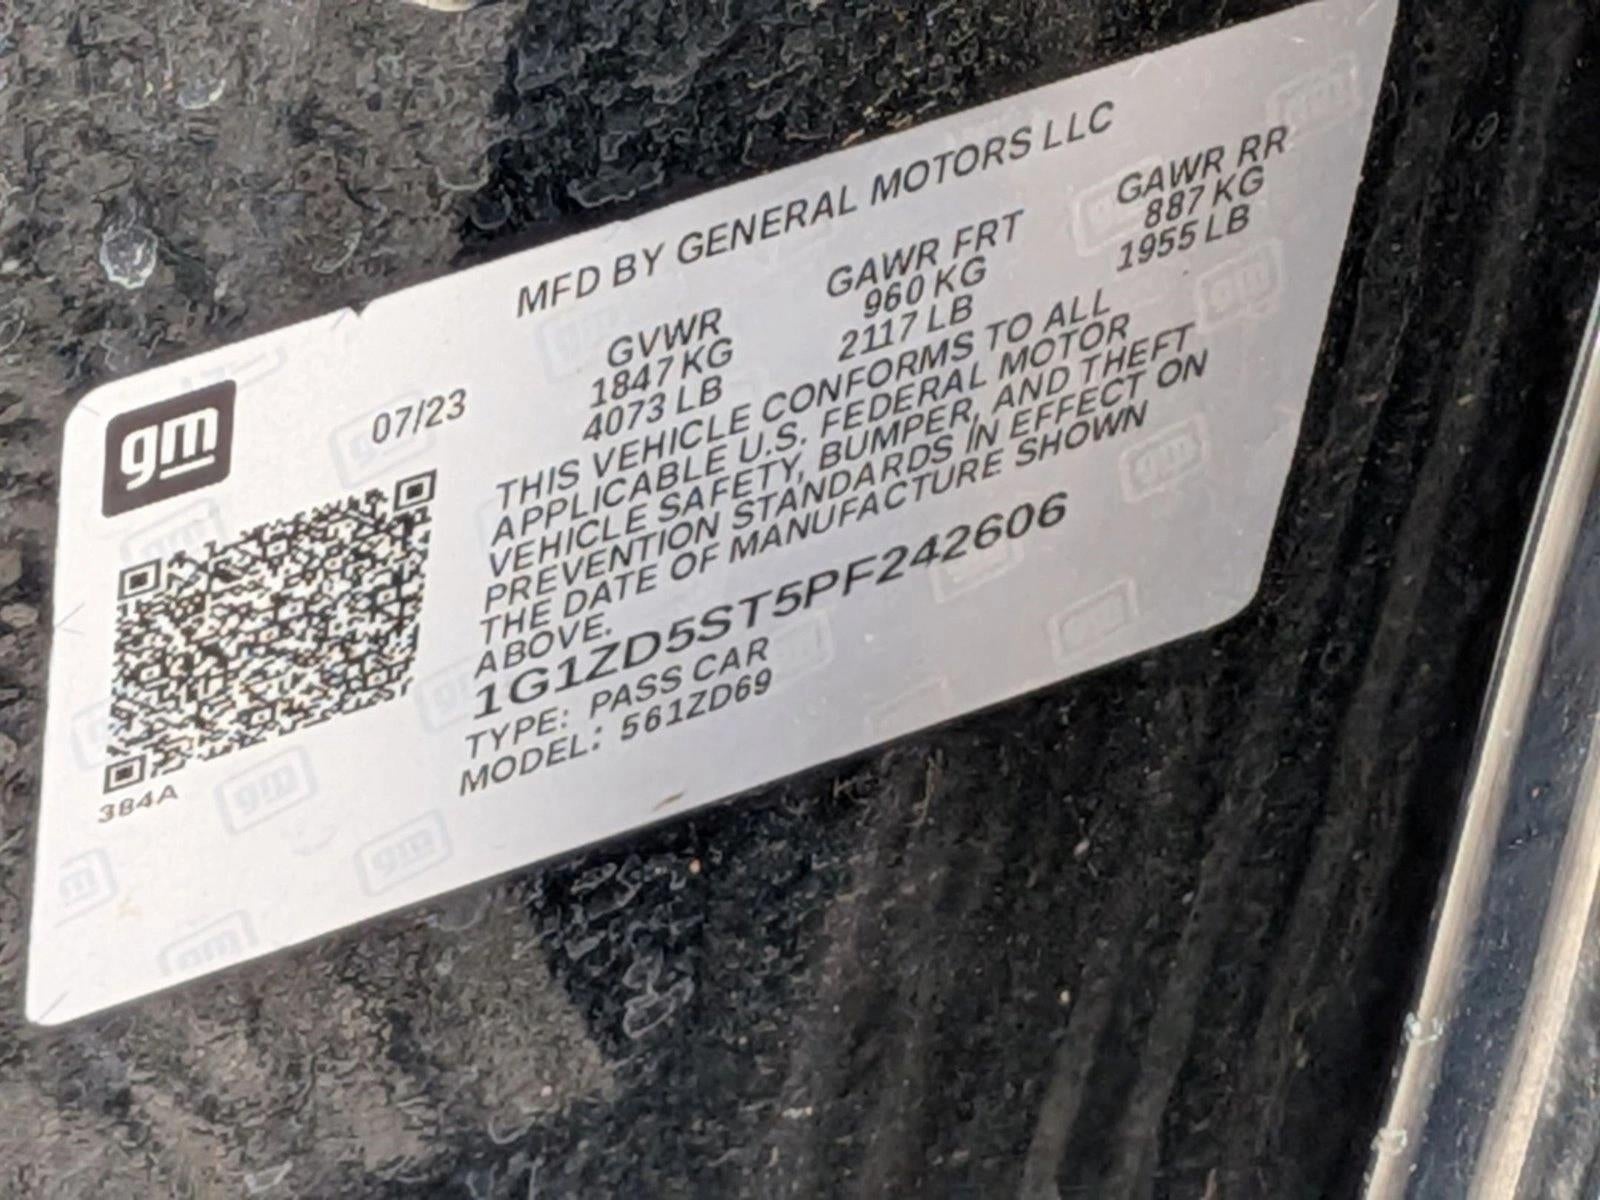 MFD BY GENERAL MOTORS LLC
gm
07/23
GVWR GAWR FRT GAWR RR
1847 KG 960 KG 887 KG
4073 LB 2117 LB 1955 LB
THIS VEHICLE CONFORMS TO ALL
APPLICABLE U.S. FEDERAL MOTOR
VEHICLE SAFETY, BUMPER, AND THEFT
PREVENTION STANDARDS IN EFFECT ON
THE DATE OF MANUFACTURE SHOWN
ABOVE.
1G1ZD5ST5PF242606
TYPE: PASS CAR
MODEL: 561ZD69
384A